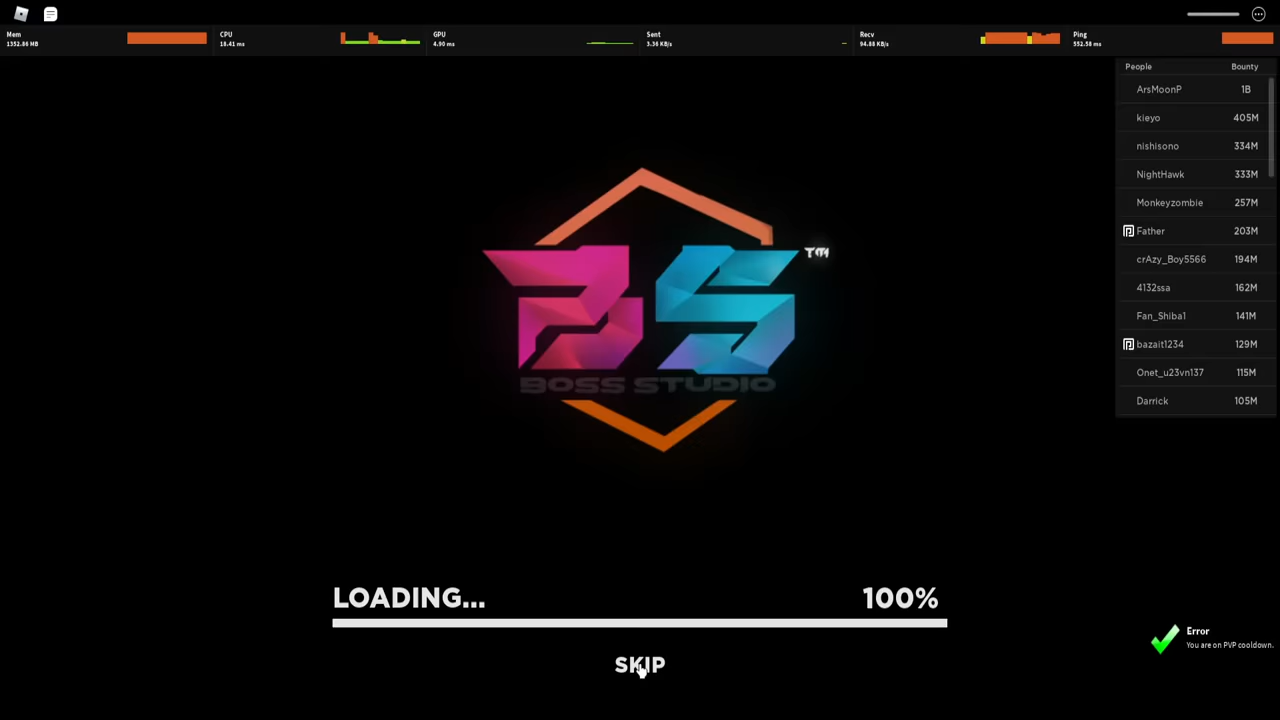 Mem
1352.86 MB
CPU
18.41 ms
GPU
4.90 ms
Sent
3.36 KB/s
Recv
94.88 KB/s
Ping
552.58 ms
People Bounty
ArsMoonP 1B
kieyo 405M
nishisono 334M
NightHawk 333M
Monkeyzombie 257M
Father 203M
crAzy_Boy5566 194M
4132ssa 162M
Fan_Shiba1 141M
bazait1234 129M
Onet_u23vn137 115M
Darrick 105M
BS TM
BOSS STUDIO
LOADING... 100%
SKIP
Error
You are on PVP cooldown.